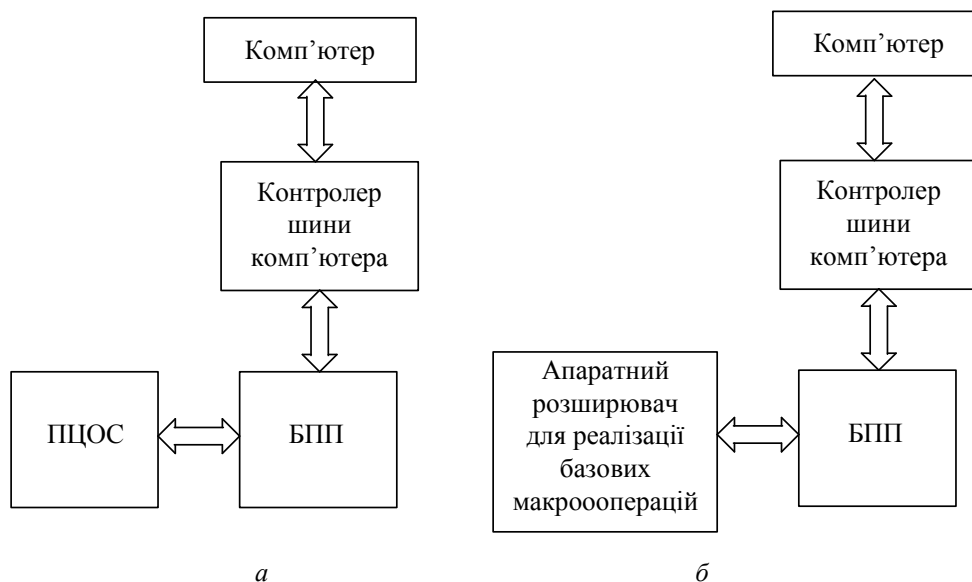 Комп’ютер
Контролер
шини
комп’ютера
ПЦОС
БПП
а
Комп’ютер
Контролер
шини
комп’ютера
Апаратний
розширювач
для реалізації
базових
макроооперацій
БПП
б